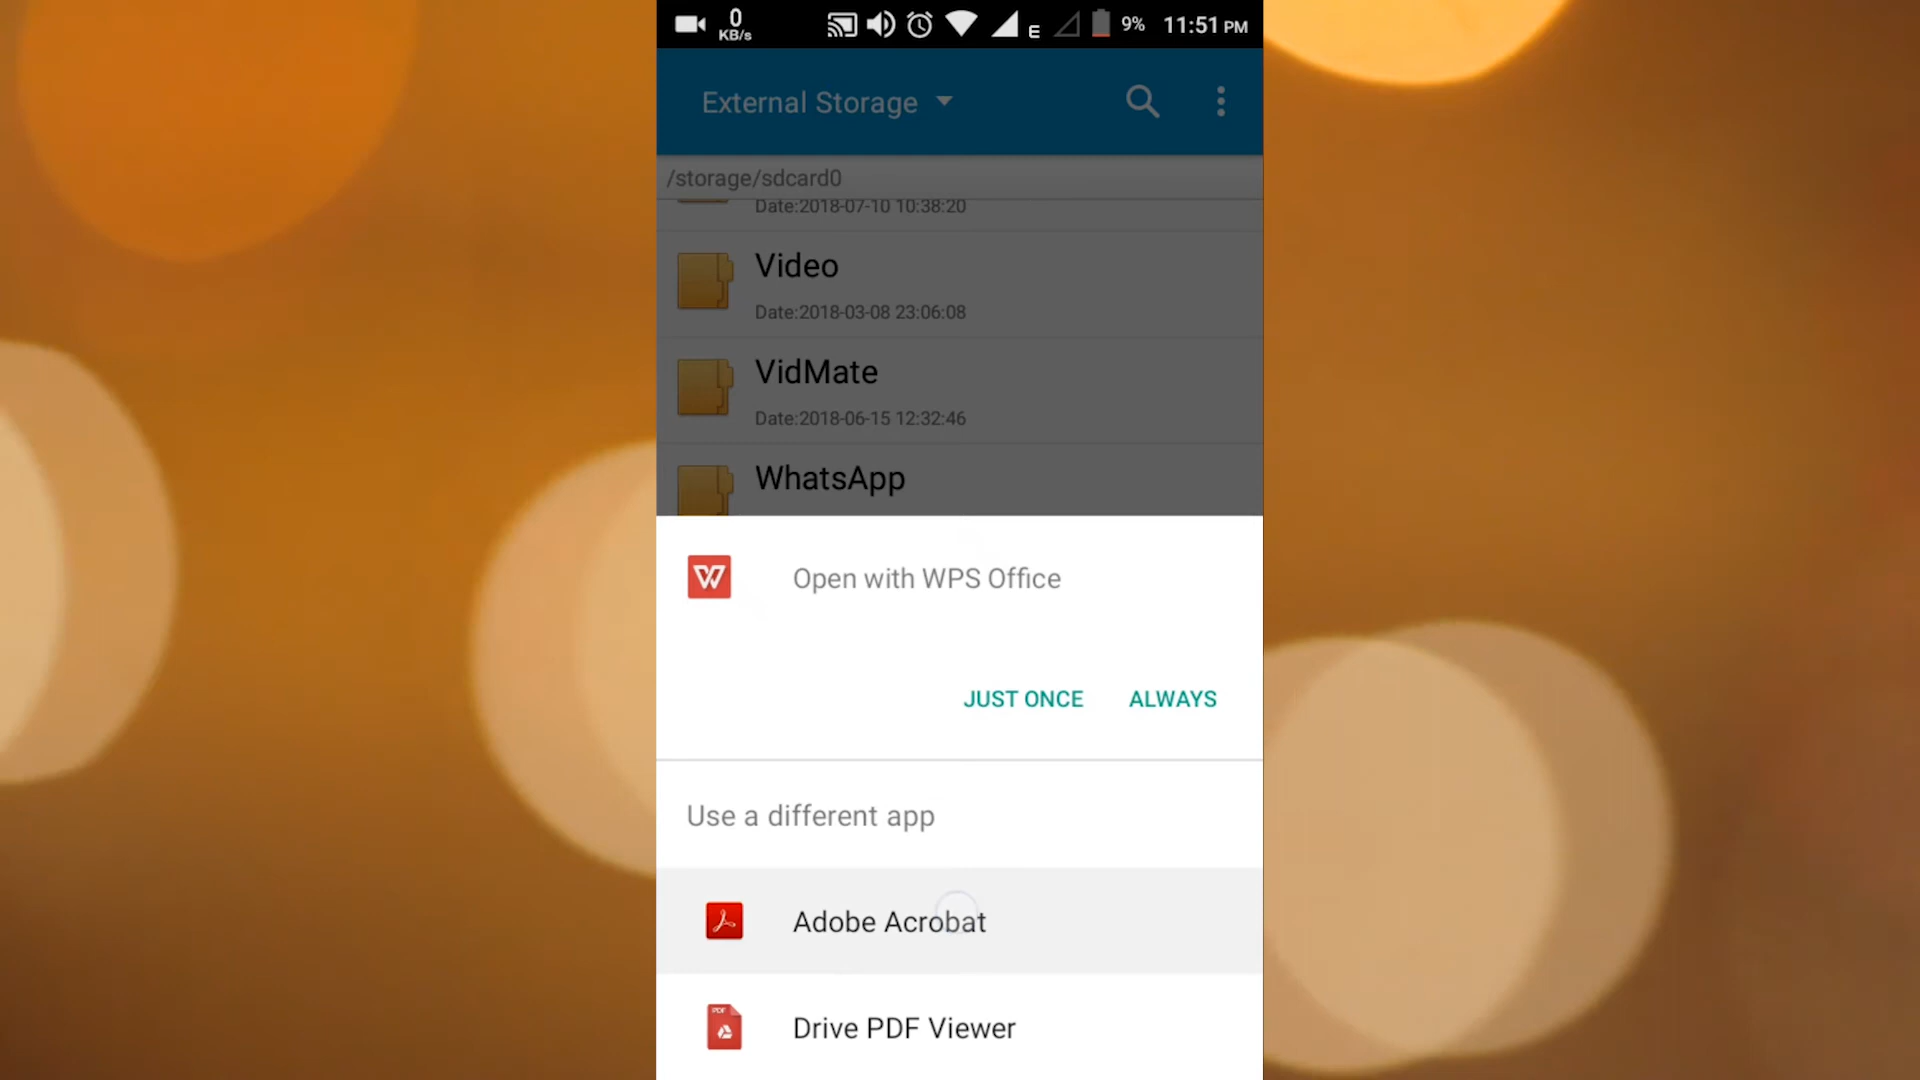 0
KB/s
E
9%
11:51 PM
External Storage
/storage/sdcard0
Date:2018-07-10 10:38:20
Video
Date:2018-03-08 23:06:08
VidMate
Date:2018-06-15 12:32:46
WhatsApp
Open with WPS Office
JUST ONCE
ALWAYS
Use a different app
Adobe Acrobat
PDF
Drive PDF Viewer